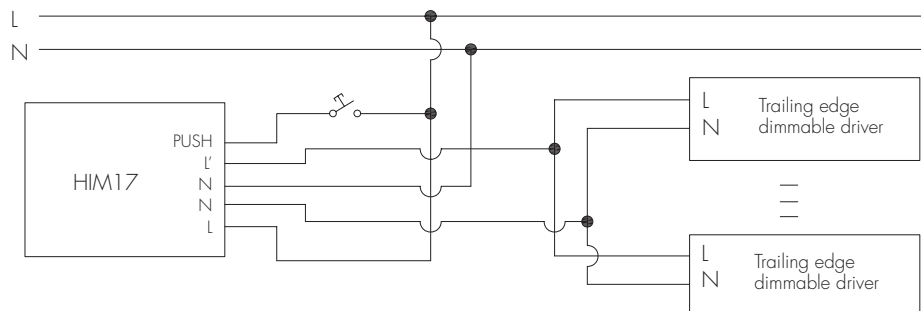 L
N
HIM17
PUSH
L'
N
N
L
L
N
Trailing edge
dimmable driver
L
N
Trailing edge
dimmable driver